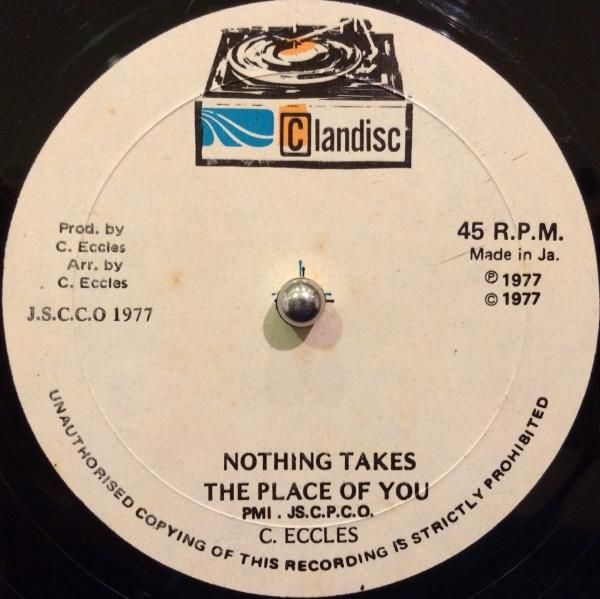 Clandisc
Prod. by
C. Eccles
Arr. by
C. Eccles
J.S.C.C.O 1977
45 R.P.M.
Made in Ja.
℗ 1977
© 1977
NOTHING TAKES
THE PLACE OF YOU
PMI . JS.C.P.C.O.
C. ECCLES
UNAUTHORISED COPYING OF THIS RECORDING IS STRICTLY PROHIBITED